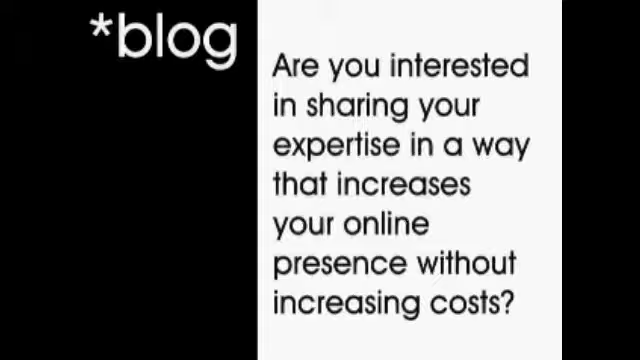 *blog
Are you interested
in sharing your
expertise in a way
that increases
your online
presence without
increasing costs?